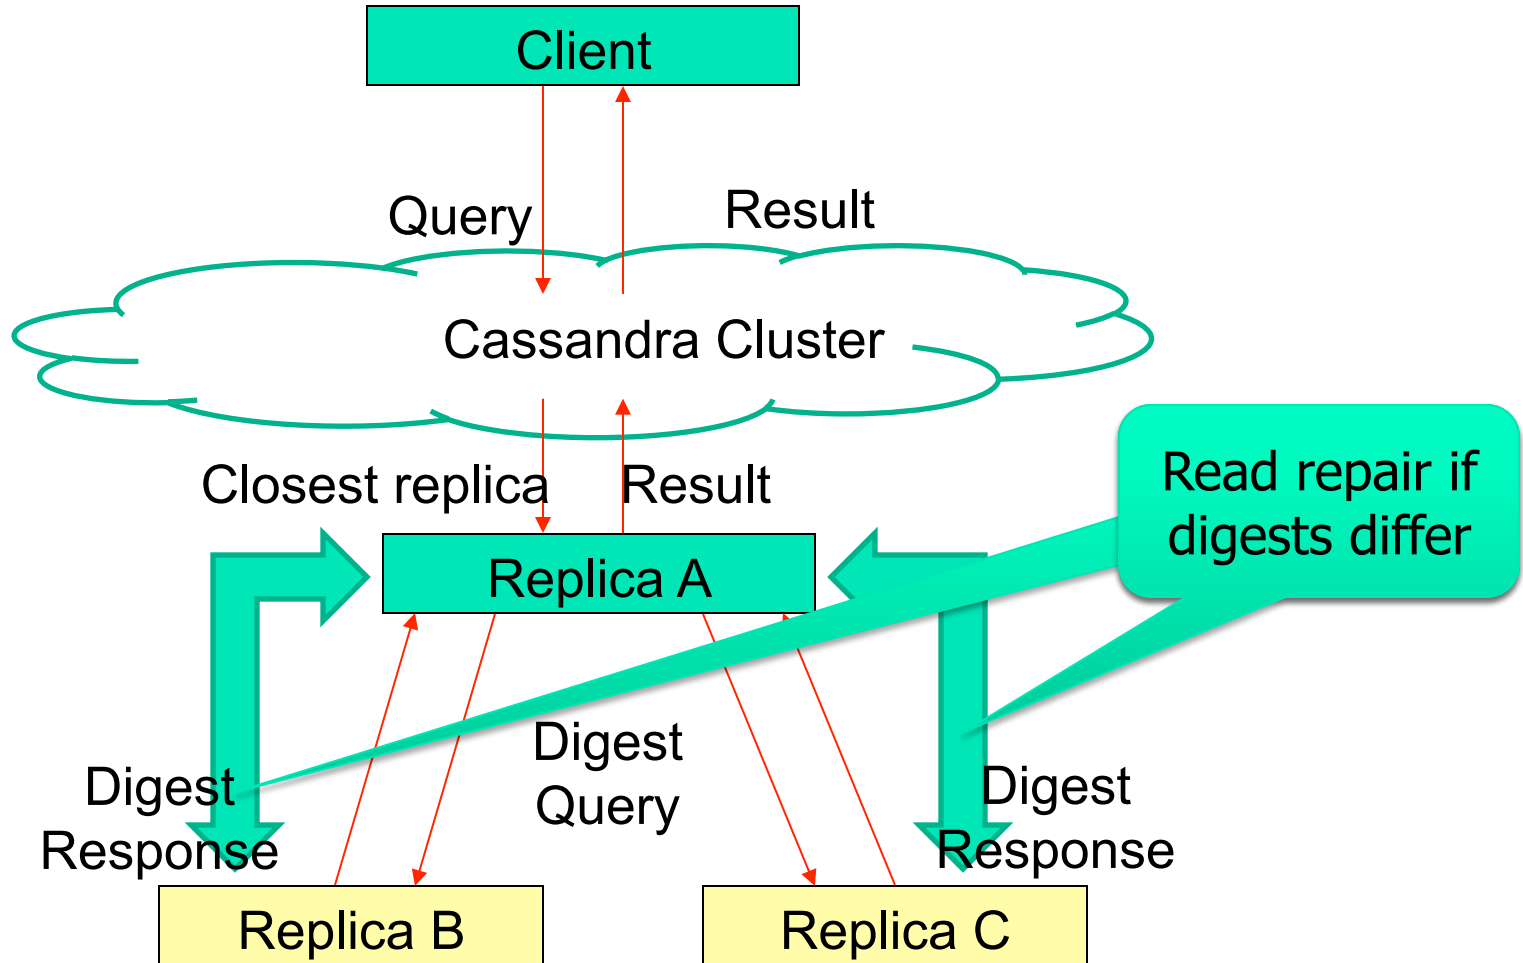 Client
Query
Result
Cassandra Cluster
Closest replica
Result
Read repair if
digests differ
Replica A
Digest
Query
Digest
Response
Digest
Response
Replica B
Replica C